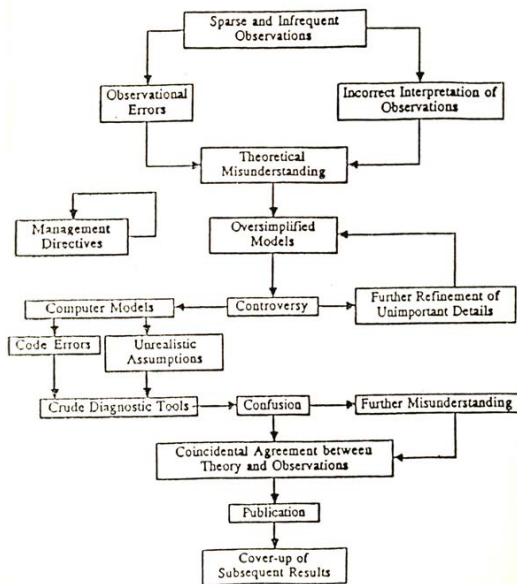 Sparse and Infrequent
Observations
Observational
Errors
Incorrect Interpretation of
Observations
Theoretical
Misunderstanding
Management
Directives
Oversimplified
Models
Computer Models
Controversy
Further Refinement of
Unimportant Details
Code Errors
Unrealistic
Assumptions
Crude Diagnostic Tools
Confusion
Further Misunderstanding
Coincidental Agreement between
Theory and Observations
Publication
Cover-up of
Subsequent Results